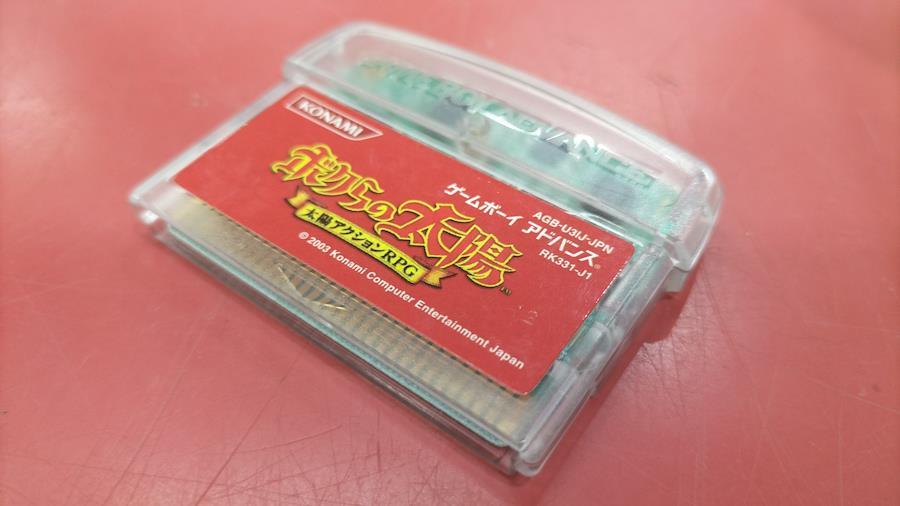 GAME BOY ADVANCE
KONAMI
ボクらの太陽
太陽アクションRPG
© 2003 Konami Computer Entertainment Japan
AGB-U3IJ-JPN
ゲームボーイ アドバンス®
RK331-J1